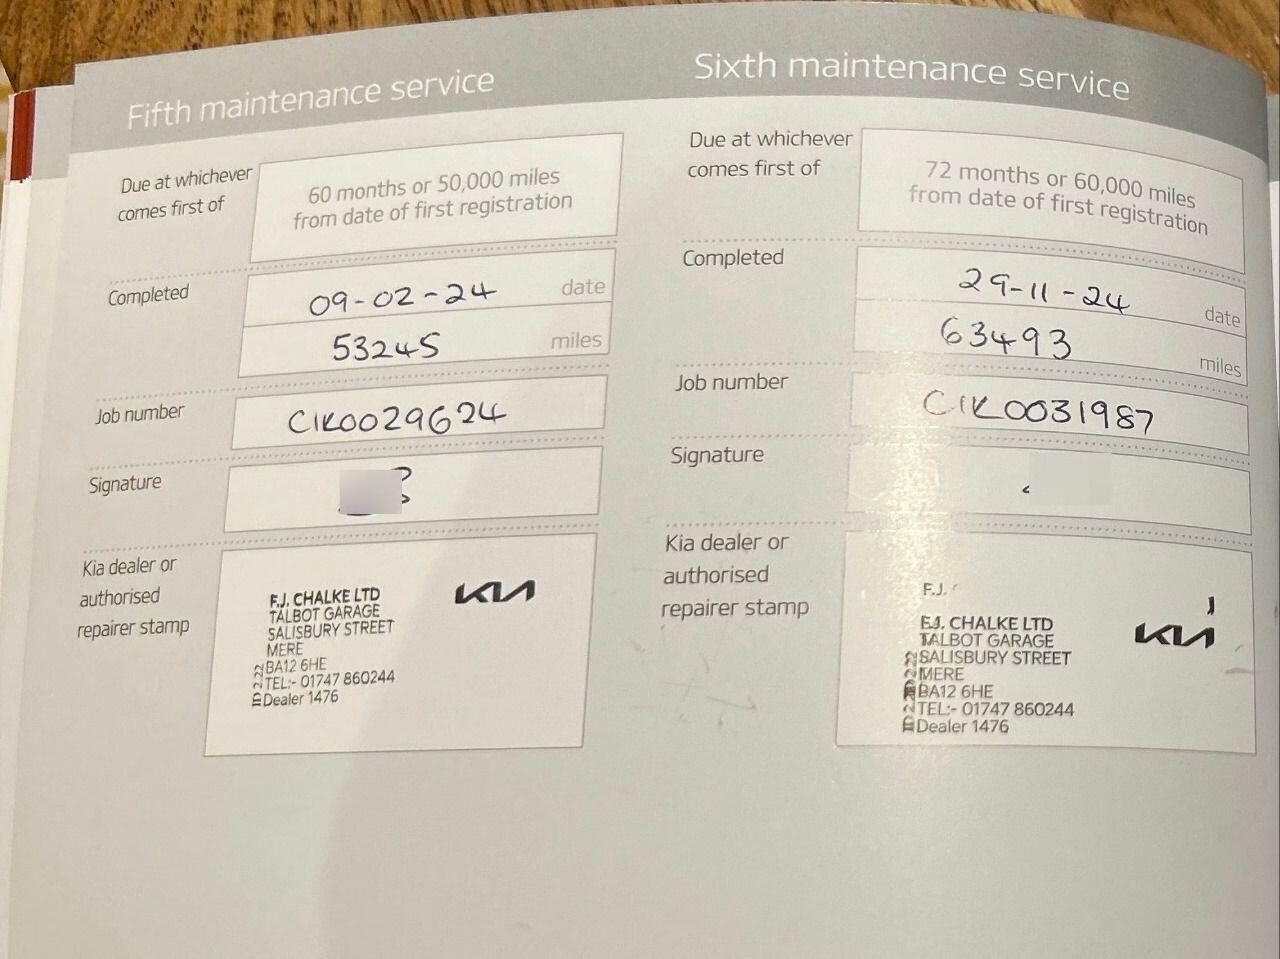 Fifth maintenance service
Due at whichever
comes first of
60 months or 50,000 miles
from date of first registration
Completed
09-02-24 date
53245 miles
Job number
CIK0029624
Signature
Kia dealer or
authorised
repairer stamp
F.J. CHALKE LTD
TALBOT GARAGE
SALISBURY STREET
MERE
BA12 6HE
TEL:- 01747 860244
Dealer 1476
KIA
Sixth maintenance service
Due at whichever
comes first of
72 months or 60,000 miles
from date of first registration
Completed
29-11-24 date
63493 miles
Job number
CIK0031987
Signature
Kia dealer or
authorised
repairer stamp
F.J.
F.J. CHALKE LTD
TALBOT GARAGE
SALISBURY STREET
MERE
BA12 6HE
TEL:- 01747 860244
Dealer 1476
KIA